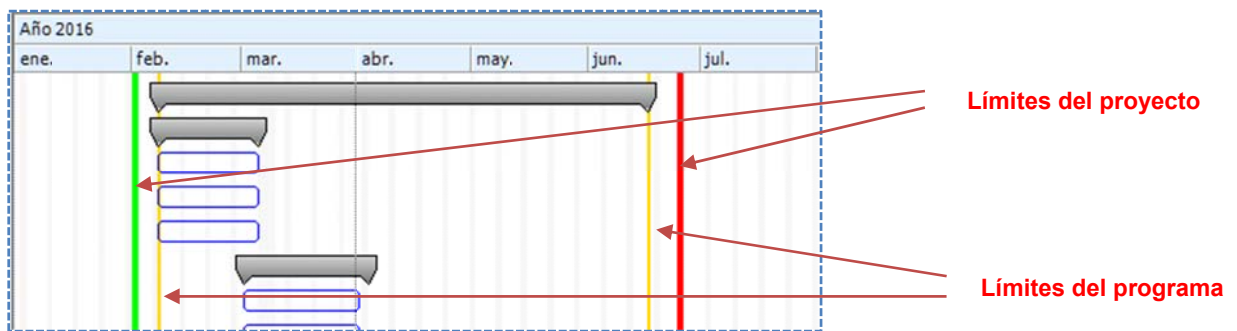 Año 2016
ene. feb. mar. abr. may. jun. jul.
Límites del proyecto
Límites del programa